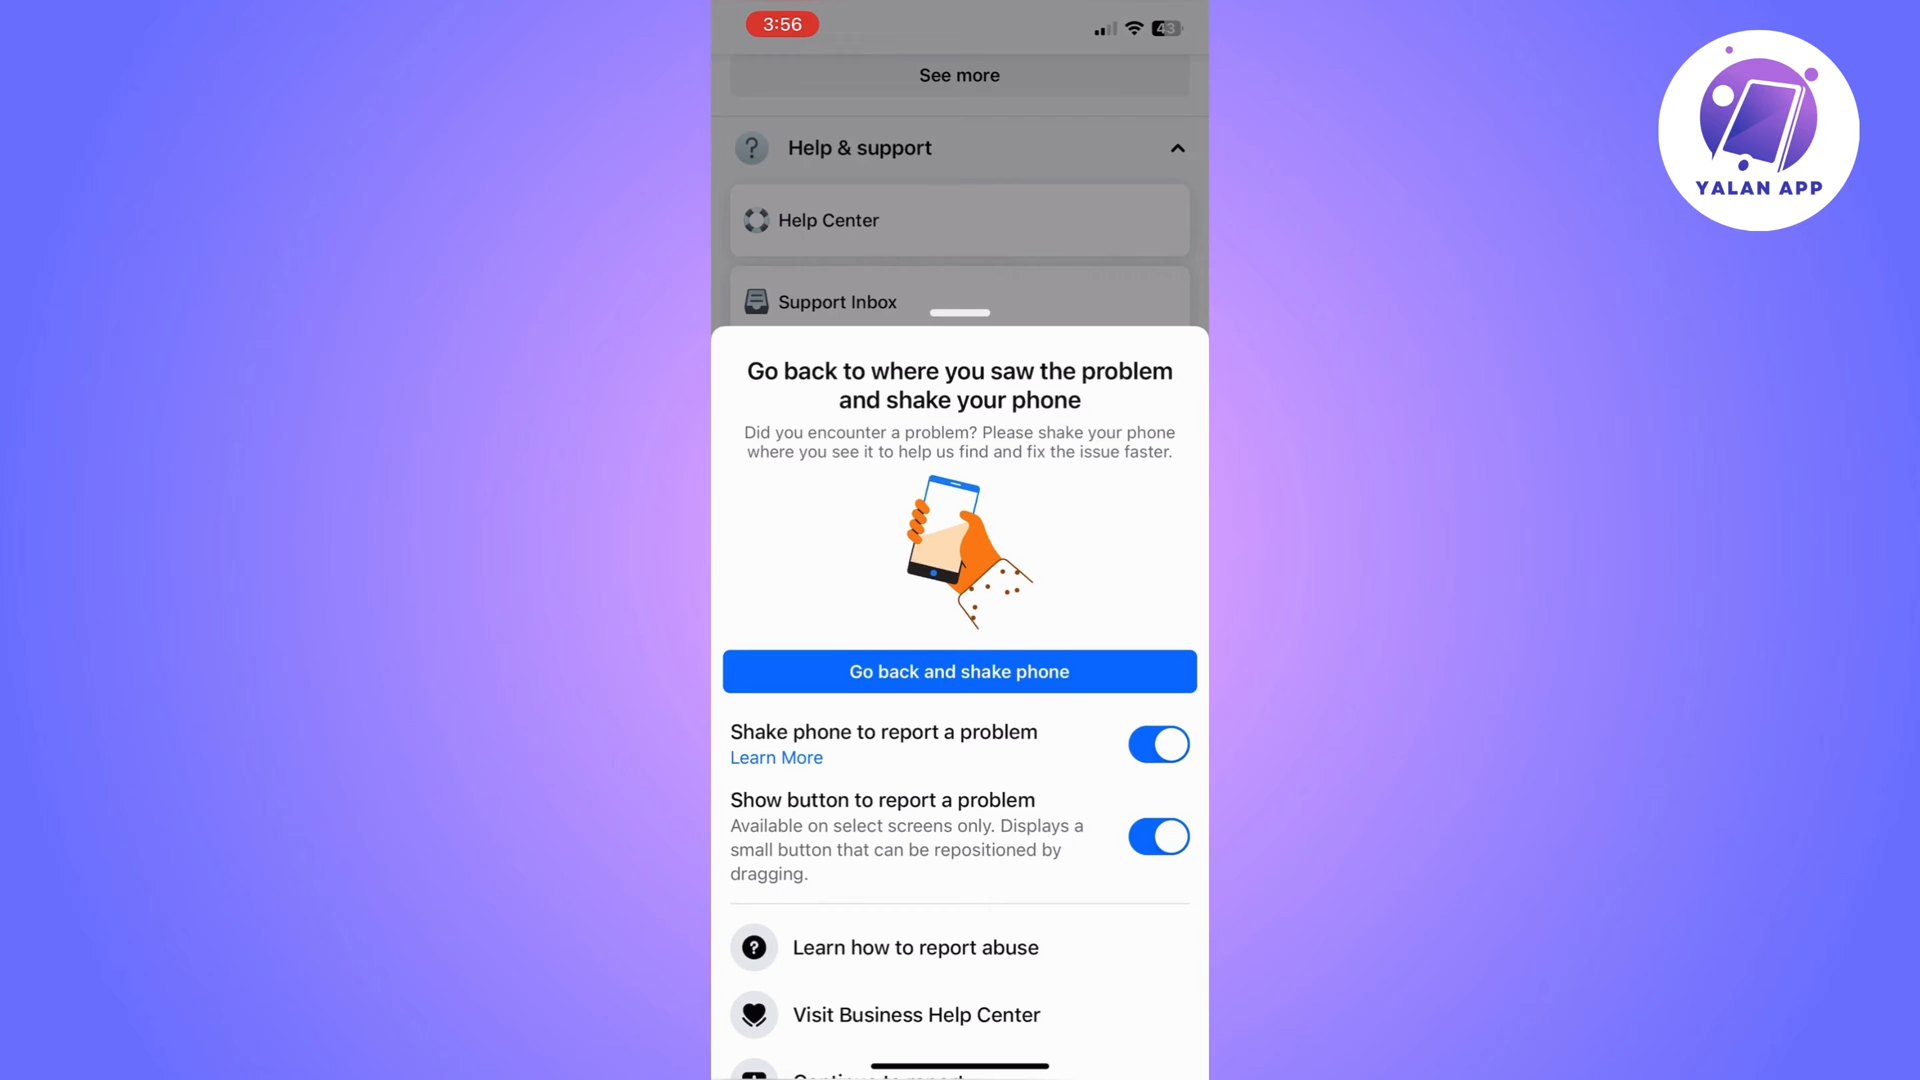 3:56
43
YALAN APP
See more
Help & support
Help Center
Support Inbox
Go back to where you saw the problem
and shake your phone
Did you encounter a problem? Please shake your phone
where you see it to help us find and fix the issue faster.
Go back and shake phone
Shake phone to report a problem
Learn More
Show button to report a problem
Available on select screens only. Displays a
small button that can be repositioned by
dragging.
Learn how to report abuse
Visit Business Help Center